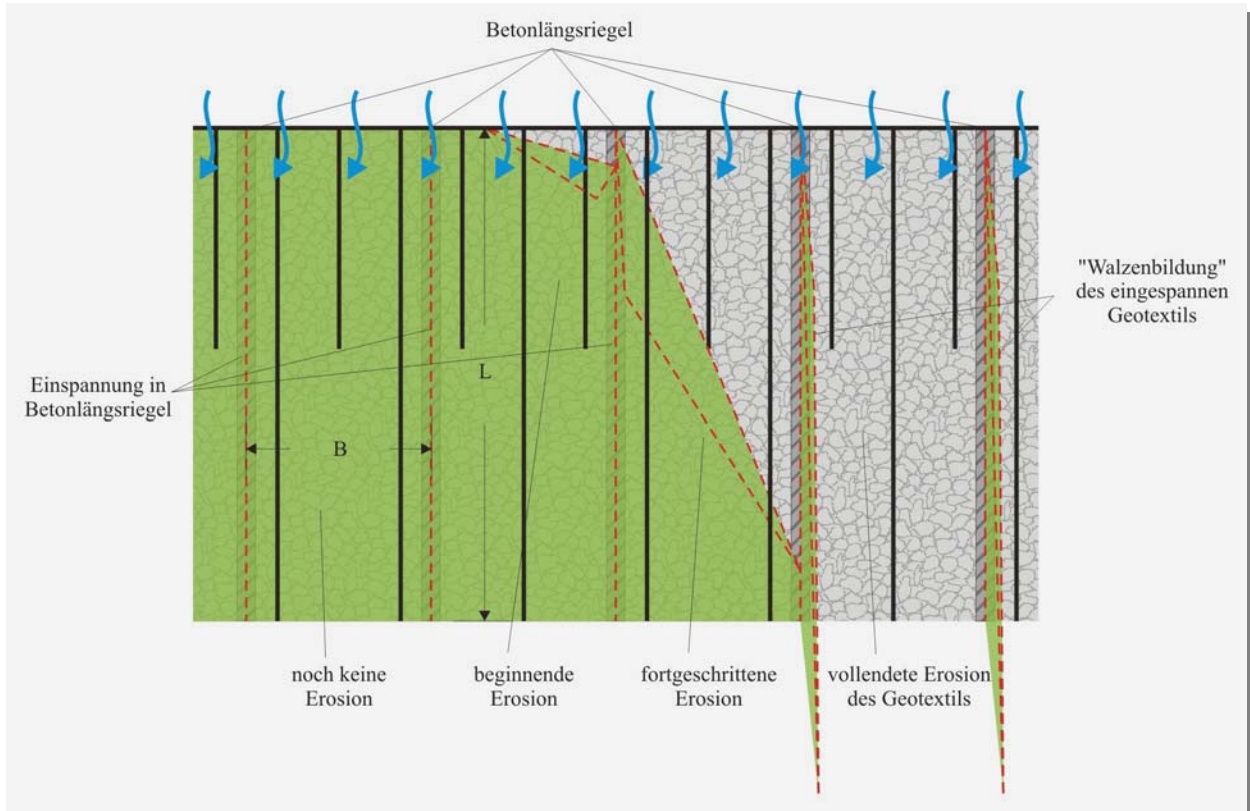 Betonlängsriegel
"Walzenbildung"
des eingespannen
Geotextils
L
Einspannung in
Betonlängsriegel
B
noch keine
Erosion
beginnende
Erosion
fortgeschrittene
Erosion
vollendete Erosion
des Geotextils